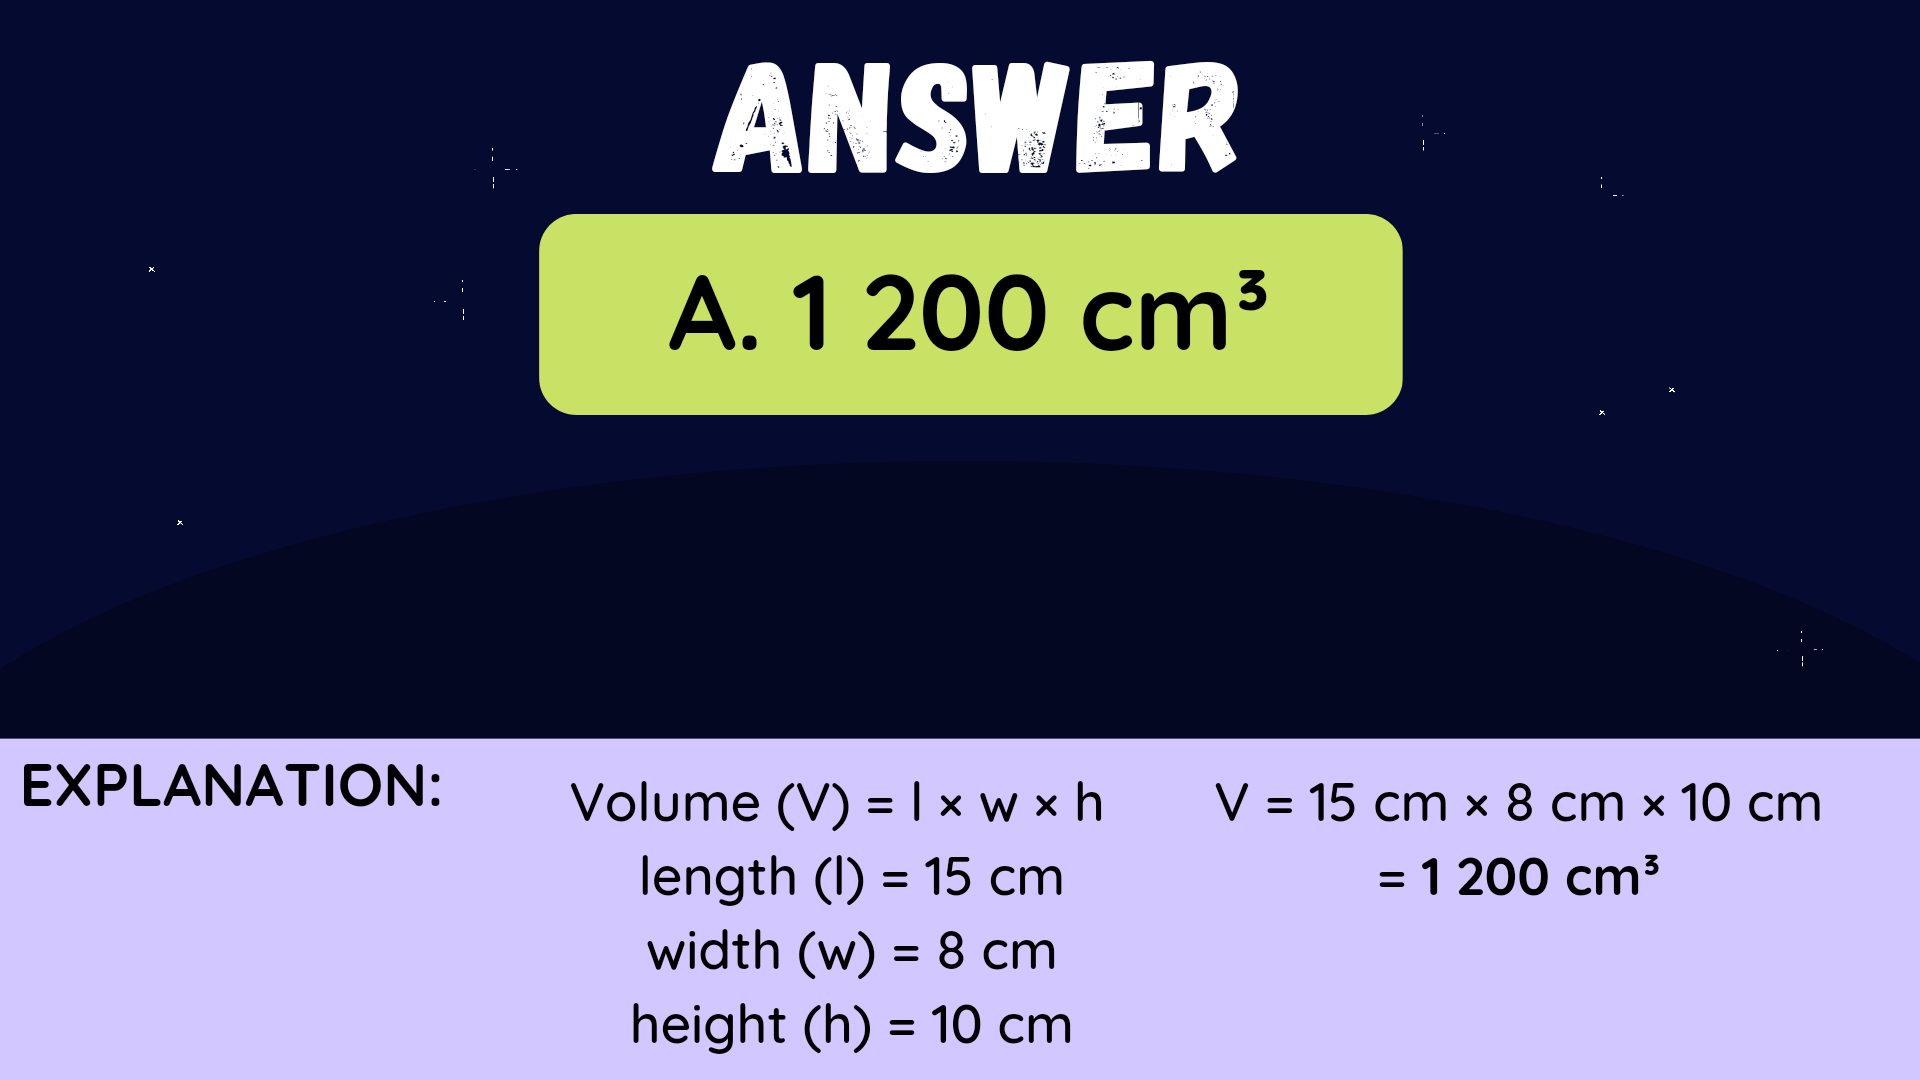 ANSWER
A. 1 200 cm³
EXPLANATION:
Volume (V) = l × w × h
length (l) = 15 cm
width (w) = 8 cm
height (h) = 10 cm
V = 15 cm × 8 cm × 10 cm
= 1 200 cm³